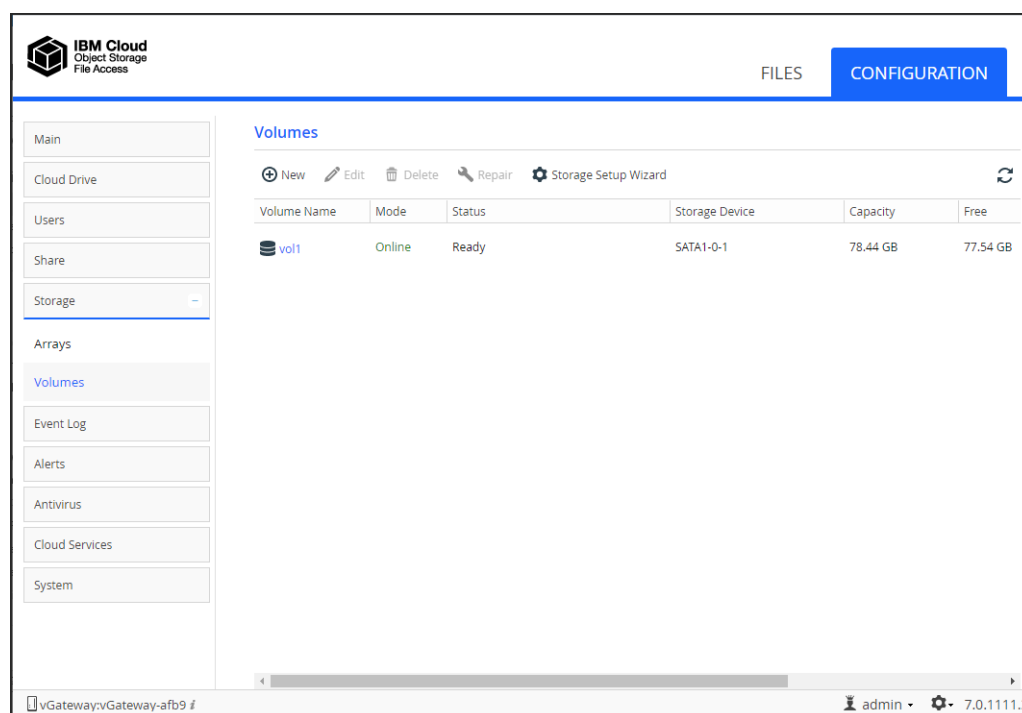 IBM Cloud
Object Storage
File Access
FILES
CONFIGURATION
Main
Cloud Drive
Users
Share
Storage
Arrays
Volumes
Event Log
Alerts
Antivirus
Cloud Services
System
Volumes
New Edit Delete Repair Storage Setup Wizard
Volume Name Mode Status Storage Device Capacity Free
vol1 Online Ready SATA1-0-1 78.44 GB 77.54 GB
vGateway:vGateway-afb9 i admin 7.0.1111.